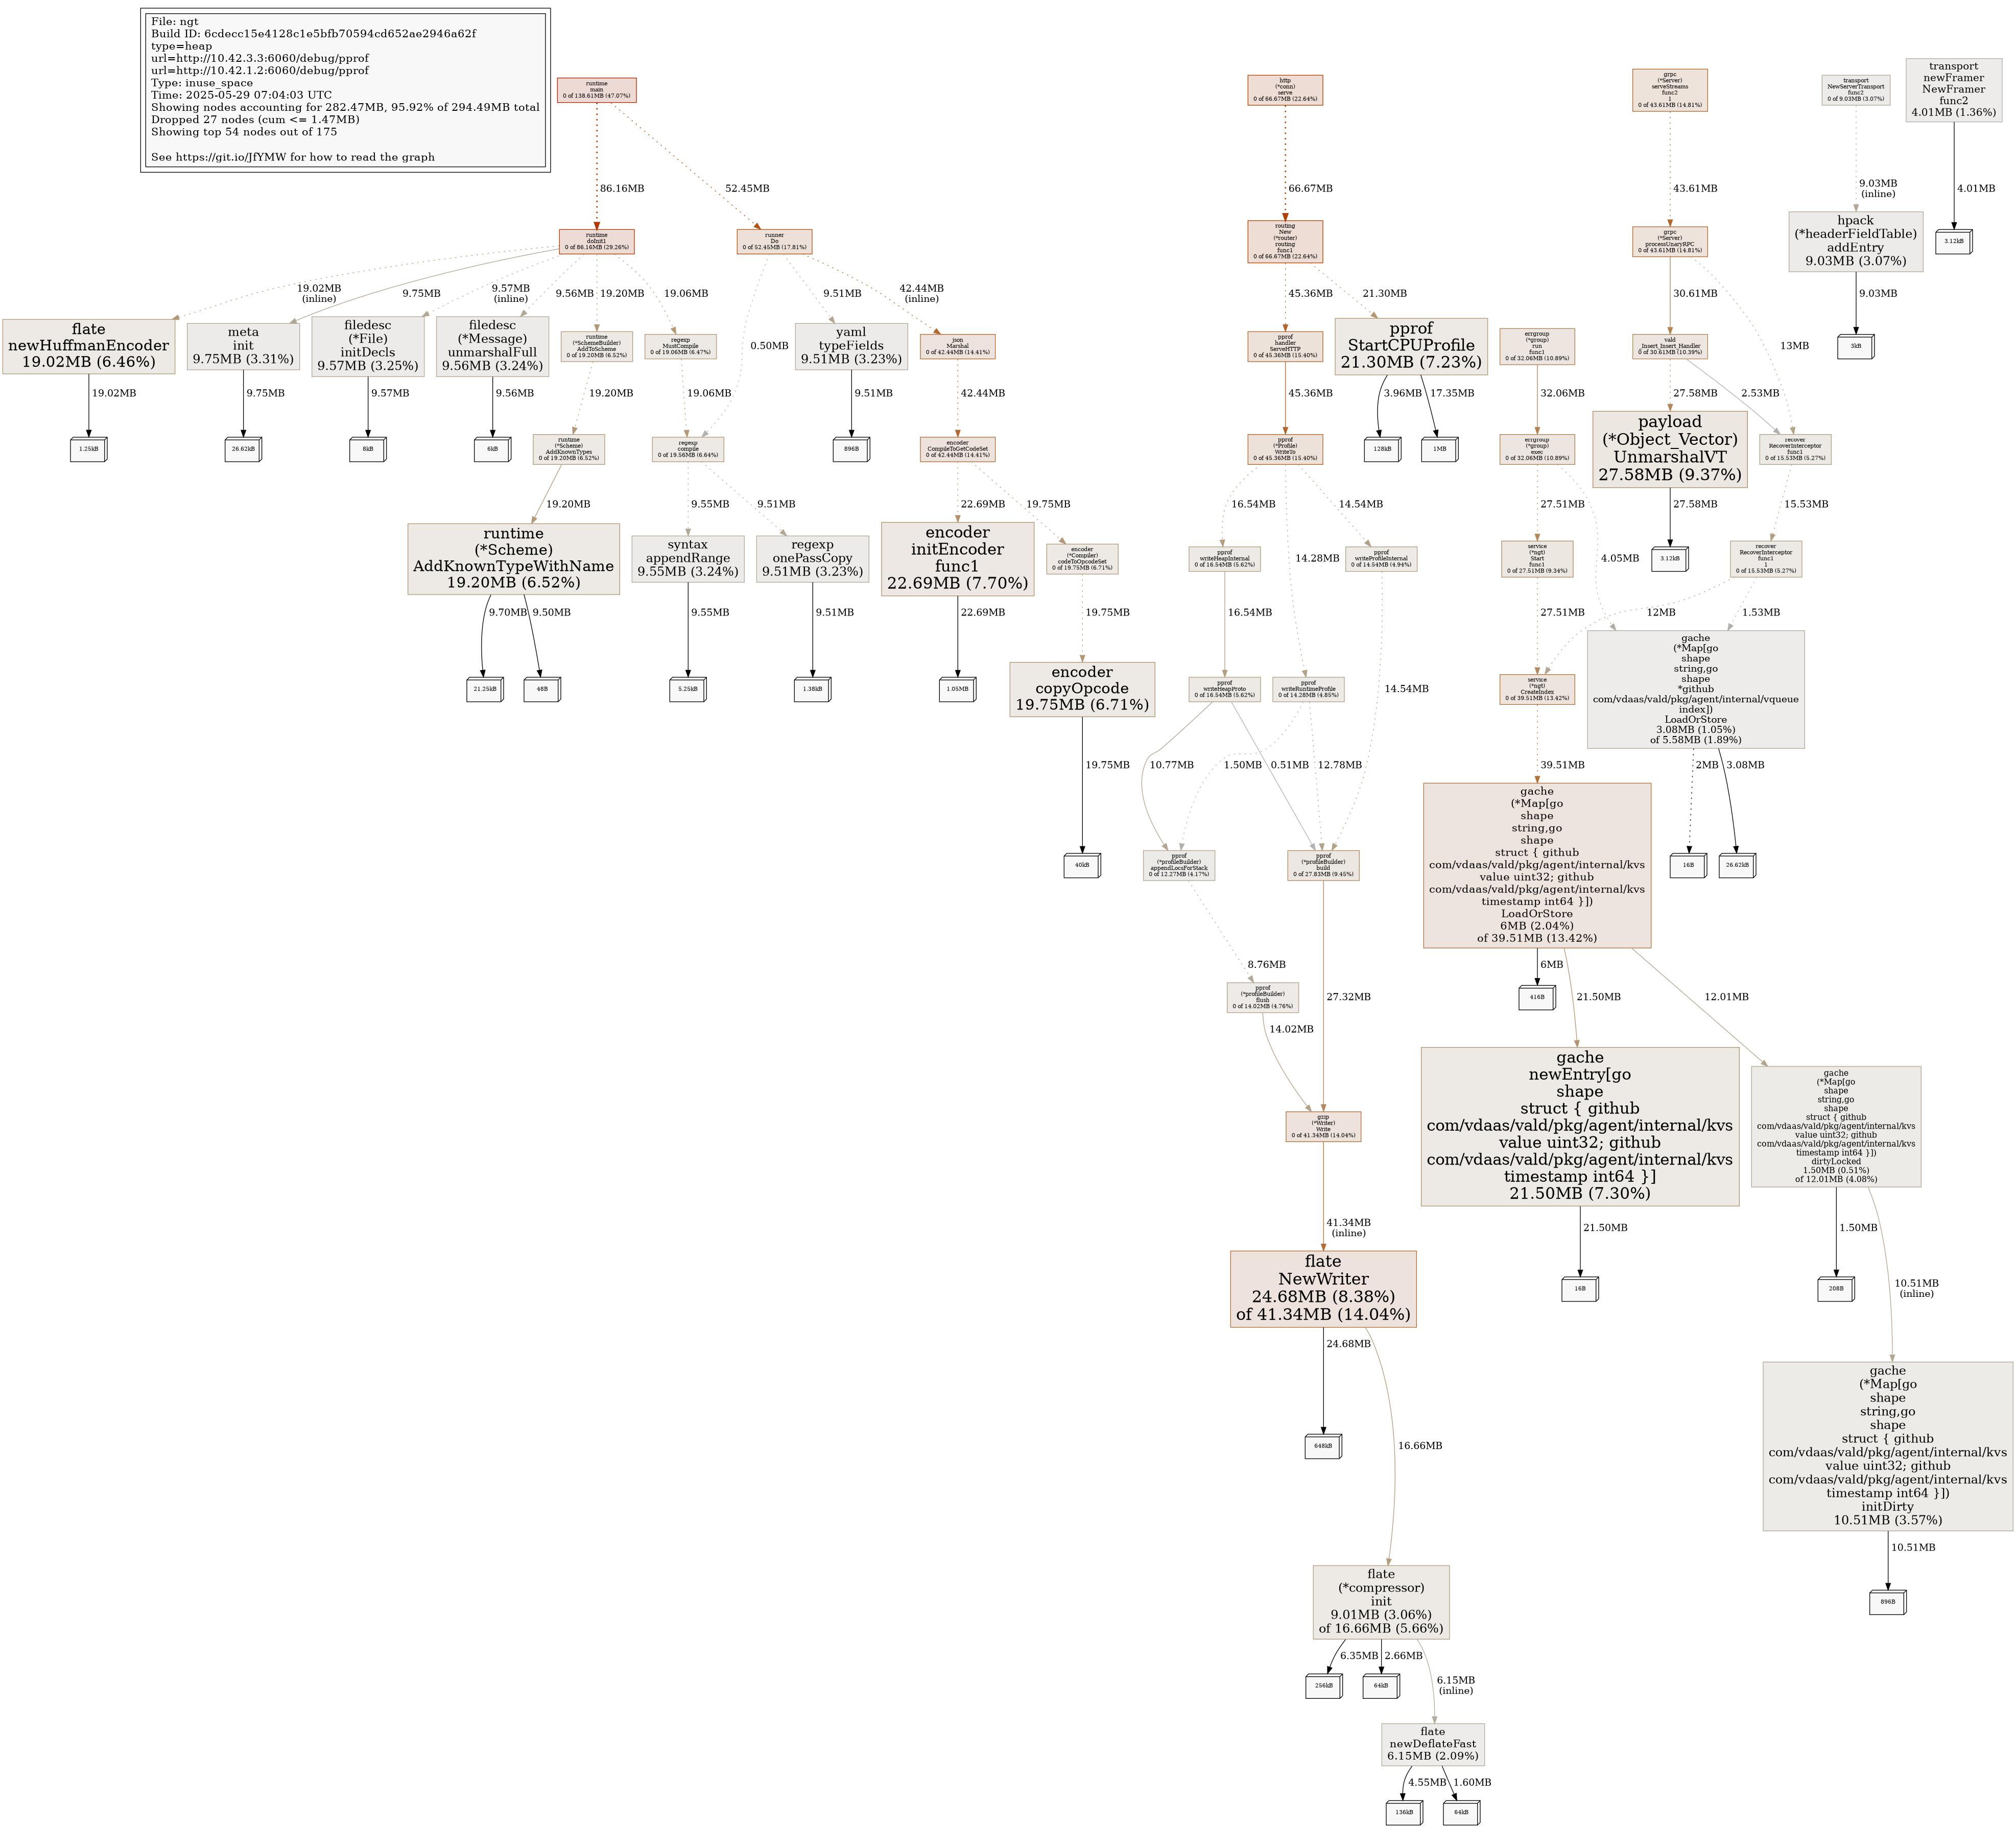 File: ngt
Build ID: 6cdecc15e4128c1e5bfb70594cd652ae2946a62f
type=heap
url=http://10.42.3.3:6060/debug/pprof
url=http://10.42.1.2:6060/debug/pprof
Type: inuse_space
Time: 2025-05-29 07:04:03 UTC
Showing nodes accounting for 282.47MB, 95.92% of 294.49MB total
Dropped 27 nodes (cum <= 1.47MB)
Showing top 54 nodes out of 175
See https://git.io/JfYMW for how to read the graph
runtime
main
0 of 138.61MB (47.07%)
http
(*conn)
serve
0 of 66.67MB (22.64%)
grpc
(*Server)
serveStreams
func2
1
0 of 43.61MB (14.81%)
transport
NewServerTransport
func2
0 of 9.03MB (3.07%)
transport
newFramer
NewFramer
func2
4.01MB (1.36%)
86.16MB
52.45MB
66.67MB
43.61MB
9.03MB
(inline)
4.01MB
runtime
doInit1
0 of 86.16MB (29.26%)
runner
Do
0 of 52.45MB (17.81%)
routing
New
(*router)
routing
func1
0 of 66.67MB (22.64%)
grpc
(*Server)
processUnaryRPC
0 of 43.61MB (14.81%)
hpack
(*headerFieldTable)
addEntry
9.03MB (3.07%)
3.12kB
19.02MB
(inline)
9.75MB
9.57MB
(inline)
9.56MB
19.20MB
19.06MB
0.50MB
9.51MB
42.44MB
(inline)
45.36MB
21.30MB
30.61MB
13MB
9.03MB
flate
newHuffmanEncoder
19.02MB (6.46%)
meta
init
9.75MB (3.31%)
filedesc
(*File)
initDecls
9.57MB (3.25%)
filedesc
(*Message)
unmarshalFull
9.56MB (3.24%)
runtime
(*SchemeBuilder)
AddToScheme
0 of 19.20MB (6.52%)
regexp
MustCompile
0 of 19.06MB (6.47%)
yaml
typeFields
9.51MB (3.23%)
json
Marshal
0 of 42.44MB (14.41%)
pprof
handler
ServeHTTP
0 of 45.36MB (15.40%)
pprof
StartCPUProfile
21.30MB (7.23%)
errgroup
(*group)
run
func1
0 of 32.06MB (10.89%)
vald
Insert_Insert_Handler
0 of 30.61MB (10.39%)
3kB
19.02MB
9.75MB
9.57MB
9.56MB
19.20MB
19.06MB
9.51MB
42.44MB
45.36MB
3.96MB
17.35MB
32.06MB
27.58MB
2.53MB
1.25kB
26.62kB
8kB
6kB
runtime
(*Scheme)
AddKnownTypes
0 of 19.20MB (6.52%)
regexp
compile
0 of 19.56MB (6.64%)
896B
encoder
CompileToGetCodeSet
0 of 42.44MB (14.41%)
pprof
(*Profile)
WriteTo
0 of 45.36MB (15.40%)
128kB
1MB
errgroup
(*group)
exec
0 of 32.06MB (10.89%)
payload
(*Object_Vector)
UnmarshalVT
27.58MB (9.37%)
recover
RecoverInterceptor
func1
0 of 15.53MB (5.27%)
19.20MB
9.55MB
9.51MB
22.69MB
19.75MB
16.54MB
14.28MB
14.54MB
27.51MB
4.05MB
27.58MB
15.53MB
runtime
(*Scheme)
AddKnownTypeWithName
19.20MB (6.52%)
syntax
appendRange
9.55MB (3.24%)
regexp
onePassCopy
9.51MB (3.23%)
encoder
initEncoder
func1
22.69MB (7.70%)
encoder
(*Compiler)
codeToOpcodeSet
0 of 19.75MB (6.71%)
pprof
writeHeapInternal
0 of 16.54MB (5.62%)
pprof
writeProfileInternal
0 of 14.54MB (4.94%)
service
(*ngt)
Start
func1
0 of 27.51MB (9.34%)
3.12kB
recover
RecoverInterceptor
func1
1
0 of 15.53MB (5.27%)
9.70MB
9.50MB
9.55MB
9.51MB
22.69MB
19.75MB
16.54MB
27.51MB
12MB
1.53MB
21.25kB
48B
5.25kB
1.38kB
1.05MB
encoder
copyOpcode
19.75MB (6.71%)
pprof
writeHeapProto
0 of 16.54MB (5.62%)
pprof
writeRuntimeProfile
0 of 14.28MB (4.85%)
14.54MB
service
(*ngt)
CreateIndex
0 of 39.51MB (13.42%)
gache
(*Map[go
shape
string,go
shape
*github
com/vdaas/vald/pkg/agent/internal/vqueue
index])
LoadOrStore
3.08MB (1.05%)
of 5.58MB (1.89%)
19.75MB
10.77MB
1.50MB
0.51MB
12.78MB
39.51MB
2MB
3.08MB
40kB
pprof
(*profileBuilder)
appendLocsForStack
0 of 12.27MB (4.17%)
pprof
(*profileBuilder)
build
0 of 27.83MB (9.45%)
gache
(*Map[go
shape
string,go
shape
struct { github
com/vdaas/vald/pkg/agent/internal/kvs
value uint32; github
com/vdaas/vald/pkg/agent/internal/kvs
timestamp int64 }])
LoadOrStore
6MB (2.04%)
of 39.51MB (13.42%)
16B
26.62kB
8.76MB
27.32MB
6MB
21.50MB
12.01MB
pprof
(*profileBuilder)
flush
0 of 14.02MB (4.76%)
416B
14.02MB
gache
newEntry[go
shape
struct { github
com/vdaas/vald/pkg/agent/internal/kvs
value uint32; github
com/vdaas/vald/pkg/agent/internal/kvs
timestamp int64 }]
21.50MB (7.30%)
gache
(*Map[go
shape
string,go
shape
struct { github
com/vdaas/vald/pkg/agent/internal/kvs
value uint32; github
com/vdaas/vald/pkg/agent/internal/kvs
timestamp int64 }])
dirtyLocked
1.50MB (0.51%)
of 12.01MB (4.08%)
gzip
(*Writer)
Write
0 of 41.34MB (14.04%)
41.34MB
(inline)
21.50MB
1.50MB
10.51MB
(inline)
flate
NewWriter
24.68MB (8.38%)
of 41.34MB (14.04%)
16B
208B
24.68MB
16.66MB
gache
(*Map[go
shape
string,go
shape
struct { github
com/vdaas/vald/pkg/agent/internal/kvs
value uint32; github
com/vdaas/vald/pkg/agent/internal/kvs
timestamp int64 }])
initDirty
10.51MB (3.57%)
648kB
10.51MB
flate
(*compressor)
init
9.01MB (3.06%)
of 16.66MB (5.66%)
896B
6.35MB
2.66MB
6.15MB
(inline)
256kB
64kB
flate
newDeflateFast
6.15MB (2.09%)
4.55MB
1.60MB
136kB
64kB